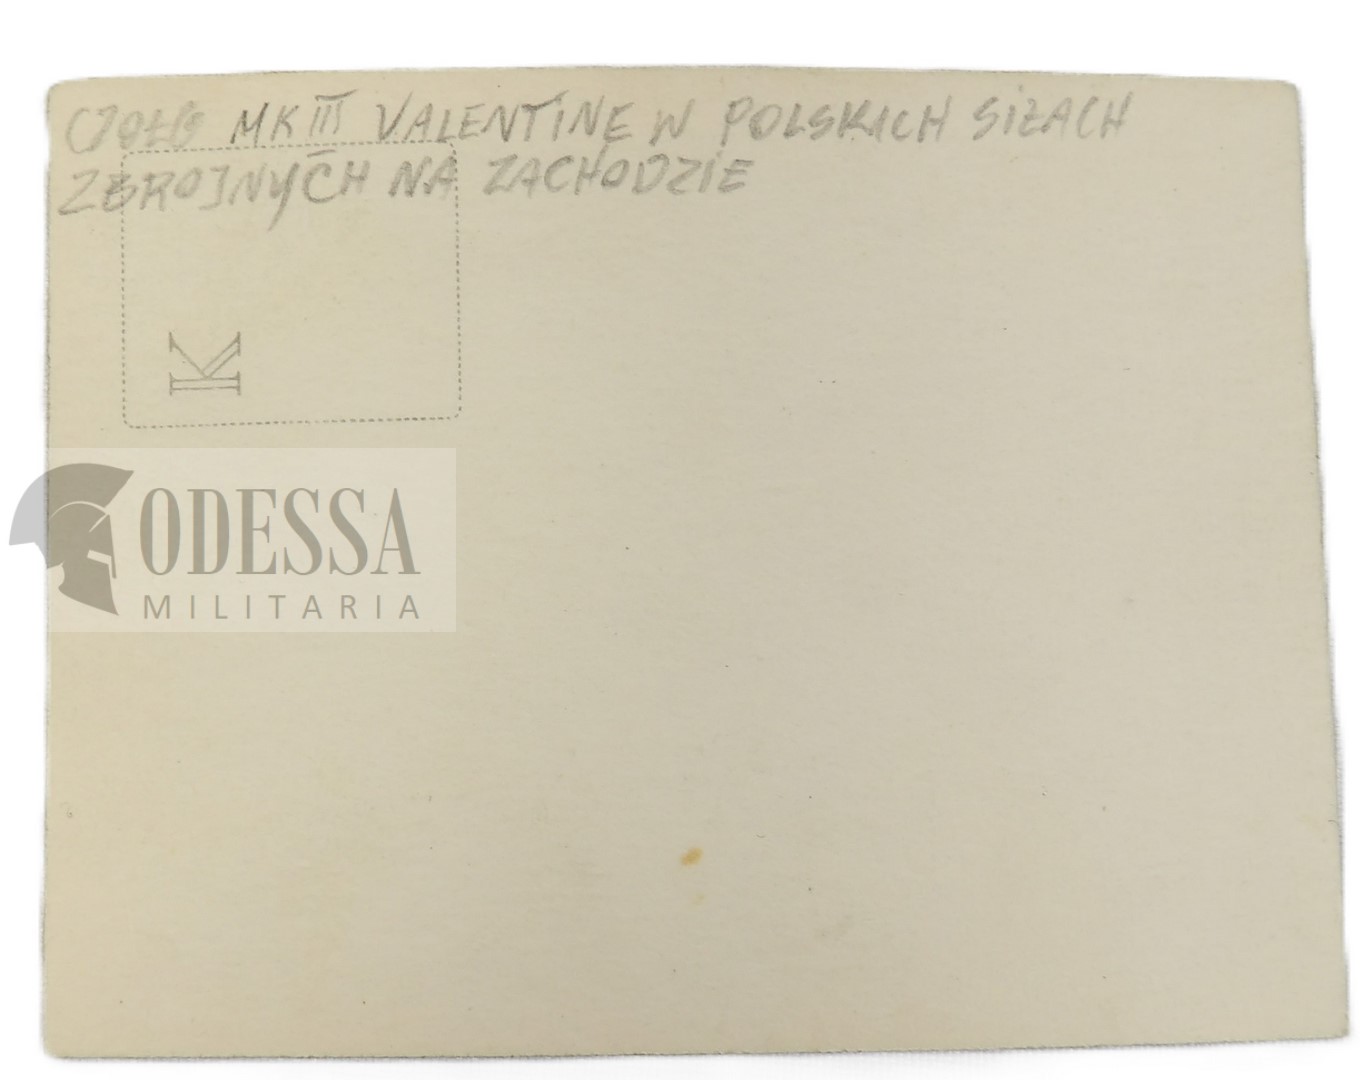 CZOŁG MK III VALENTINE W POLSKICH SIŁACH
ZBROJNYCH NA ZACHODZIE
K
ODESSA
MILITARIA